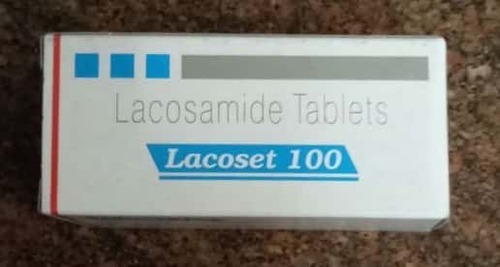 Lacosamide Tablets
Lacoset 100